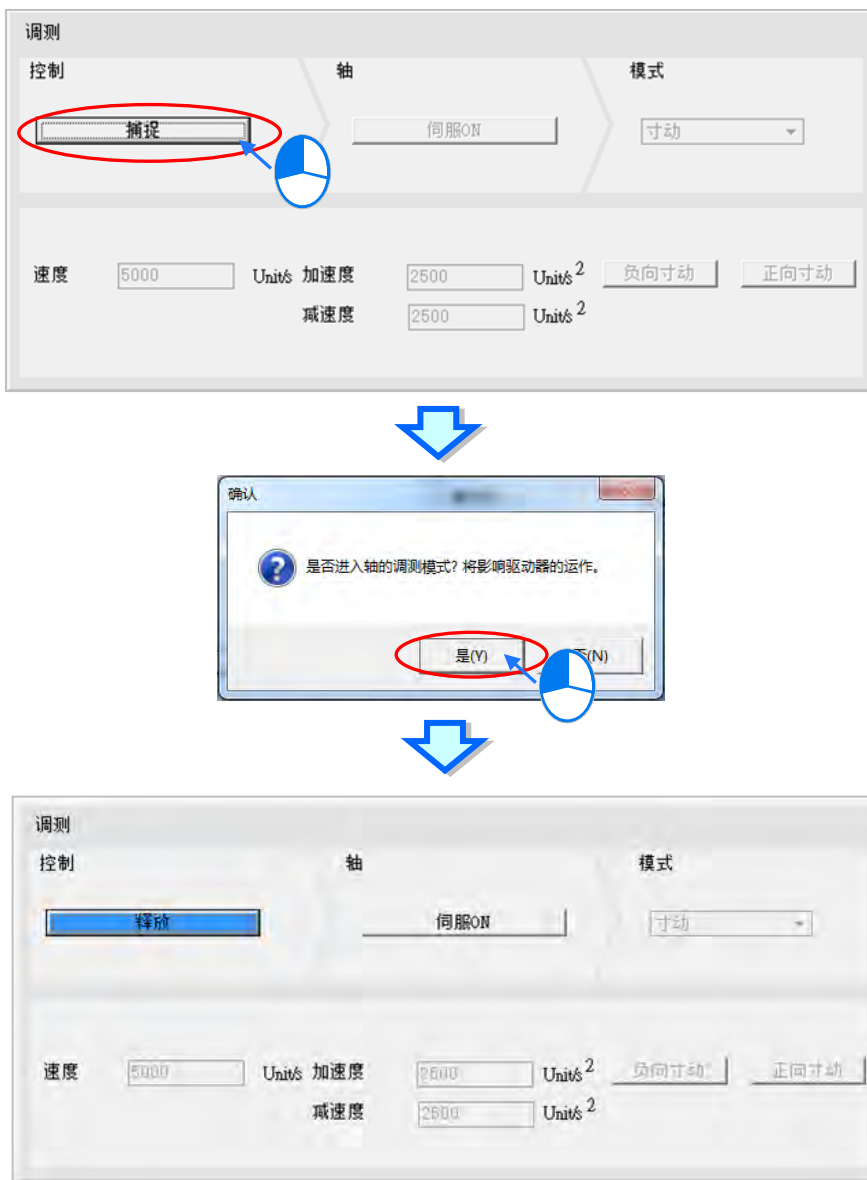 调测
控制 轴 模式
捕捉 伺服ON 寸动
速度 5000 Unit/s 加速度 2500 Unit/s 2 负向寸动 正向寸动
减速度 2500 Unit/s 2
确认
是否进入轴的调测模式? 将影响驱动器的运作。
是(Y) (N)
调测
控制 轴 模式
释放 伺服ON 寸动
速度 5000 Unit/s 加速度 2500 Unit/s 2 负向寸动 正向寸动
减速度 2500 Unit/s 2